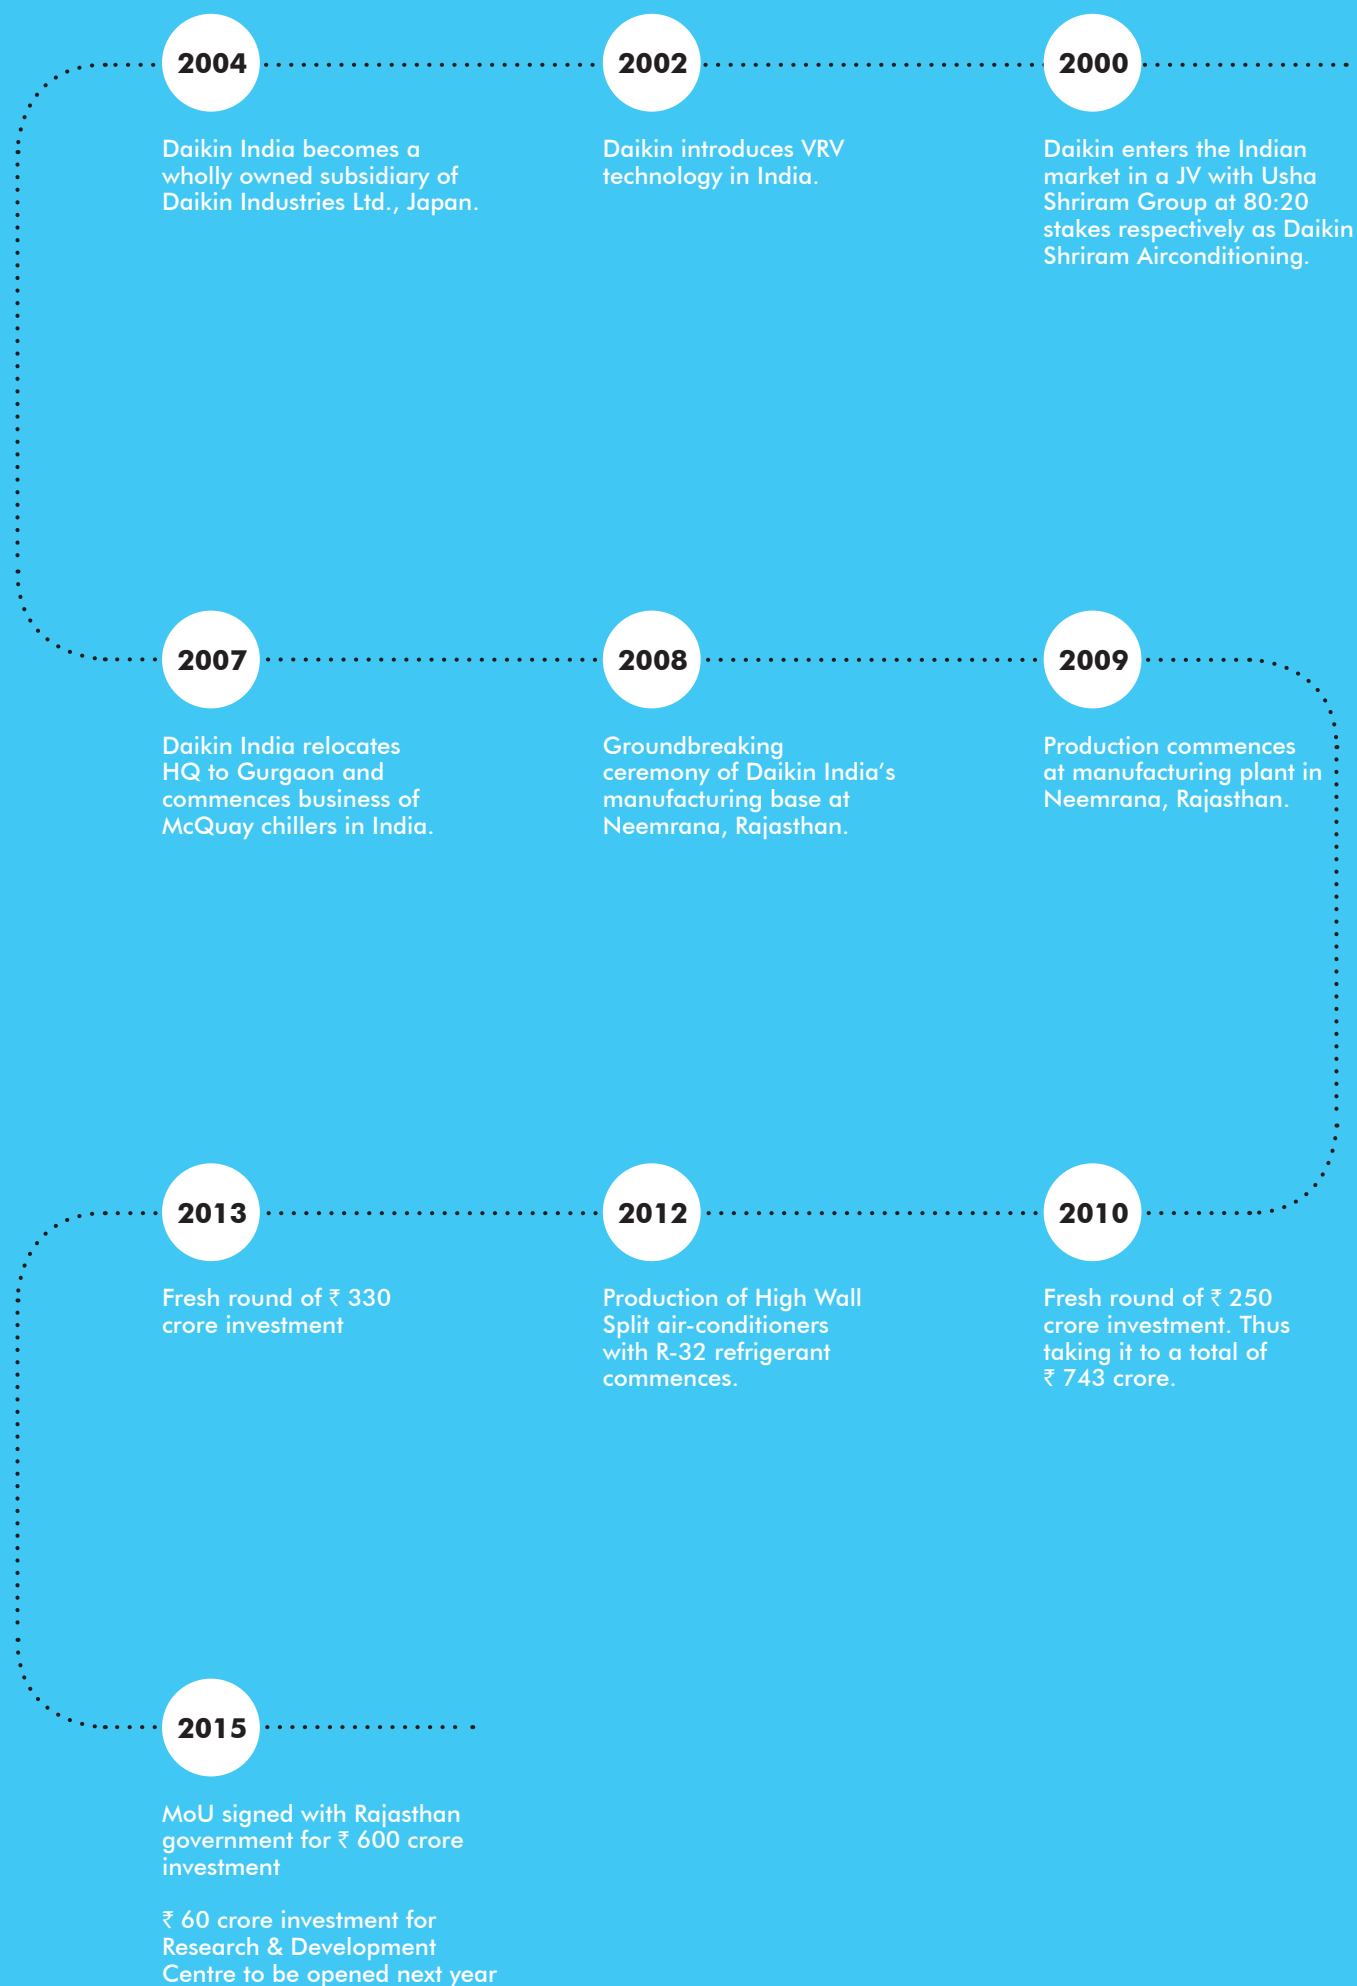 2000
Daikin enters the Indian
market in a JV with Usha
Shriram Group at 80:20
stakes respectively as Daikin
Shriram Airconditioning.
2002
Daikin introduces VRV
technology in India.
2004
Daikin India becomes a
wholly owned subsidiary of
Daikin Industries Ltd., Japan.
2007
Daikin India relocates
HQ to Gurgaon and
commences business of
McQuay chillers in India.
2008
Groundbreaking
ceremony of Daikin India’s
manufacturing base at
Neemrana, Rajasthan.
2009
Production commences
at manufacturing plant in
Neemrana, Rajasthan.
2010
Fresh round of ₹ 250
crore investment. Thus
taking it to a total of
₹ 743 crore.
2012
Production of High Wall
Split air-conditioners
with R-32 refrigerant
commences.
2013
Fresh round of ₹ 330
crore investment
2015
MoU signed with Rajasthan
government for ₹ 600 crore
investment
₹ 60 crore investment for
Research & Development
Centre to be opened next year